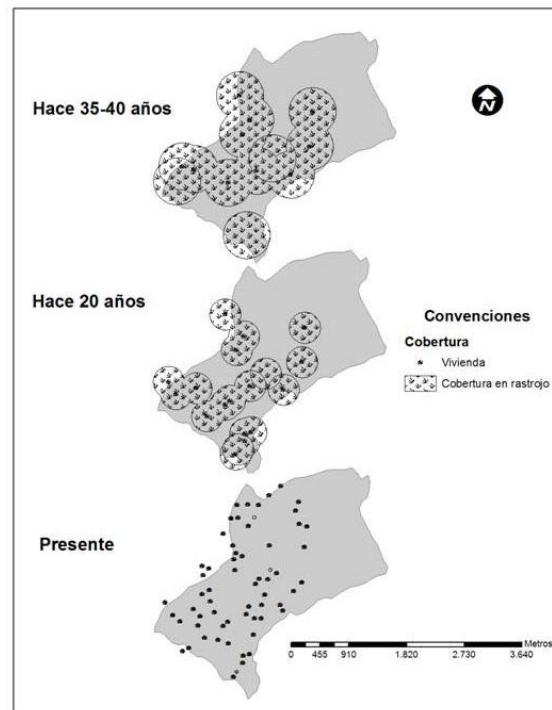 Hace 35-40 años
N
Hace 20 años
Convenciones
Cobertura
Vivienda
Cobertura en rastrojo
Presente
Metros
0 455 910 1.820 2.730 3.640